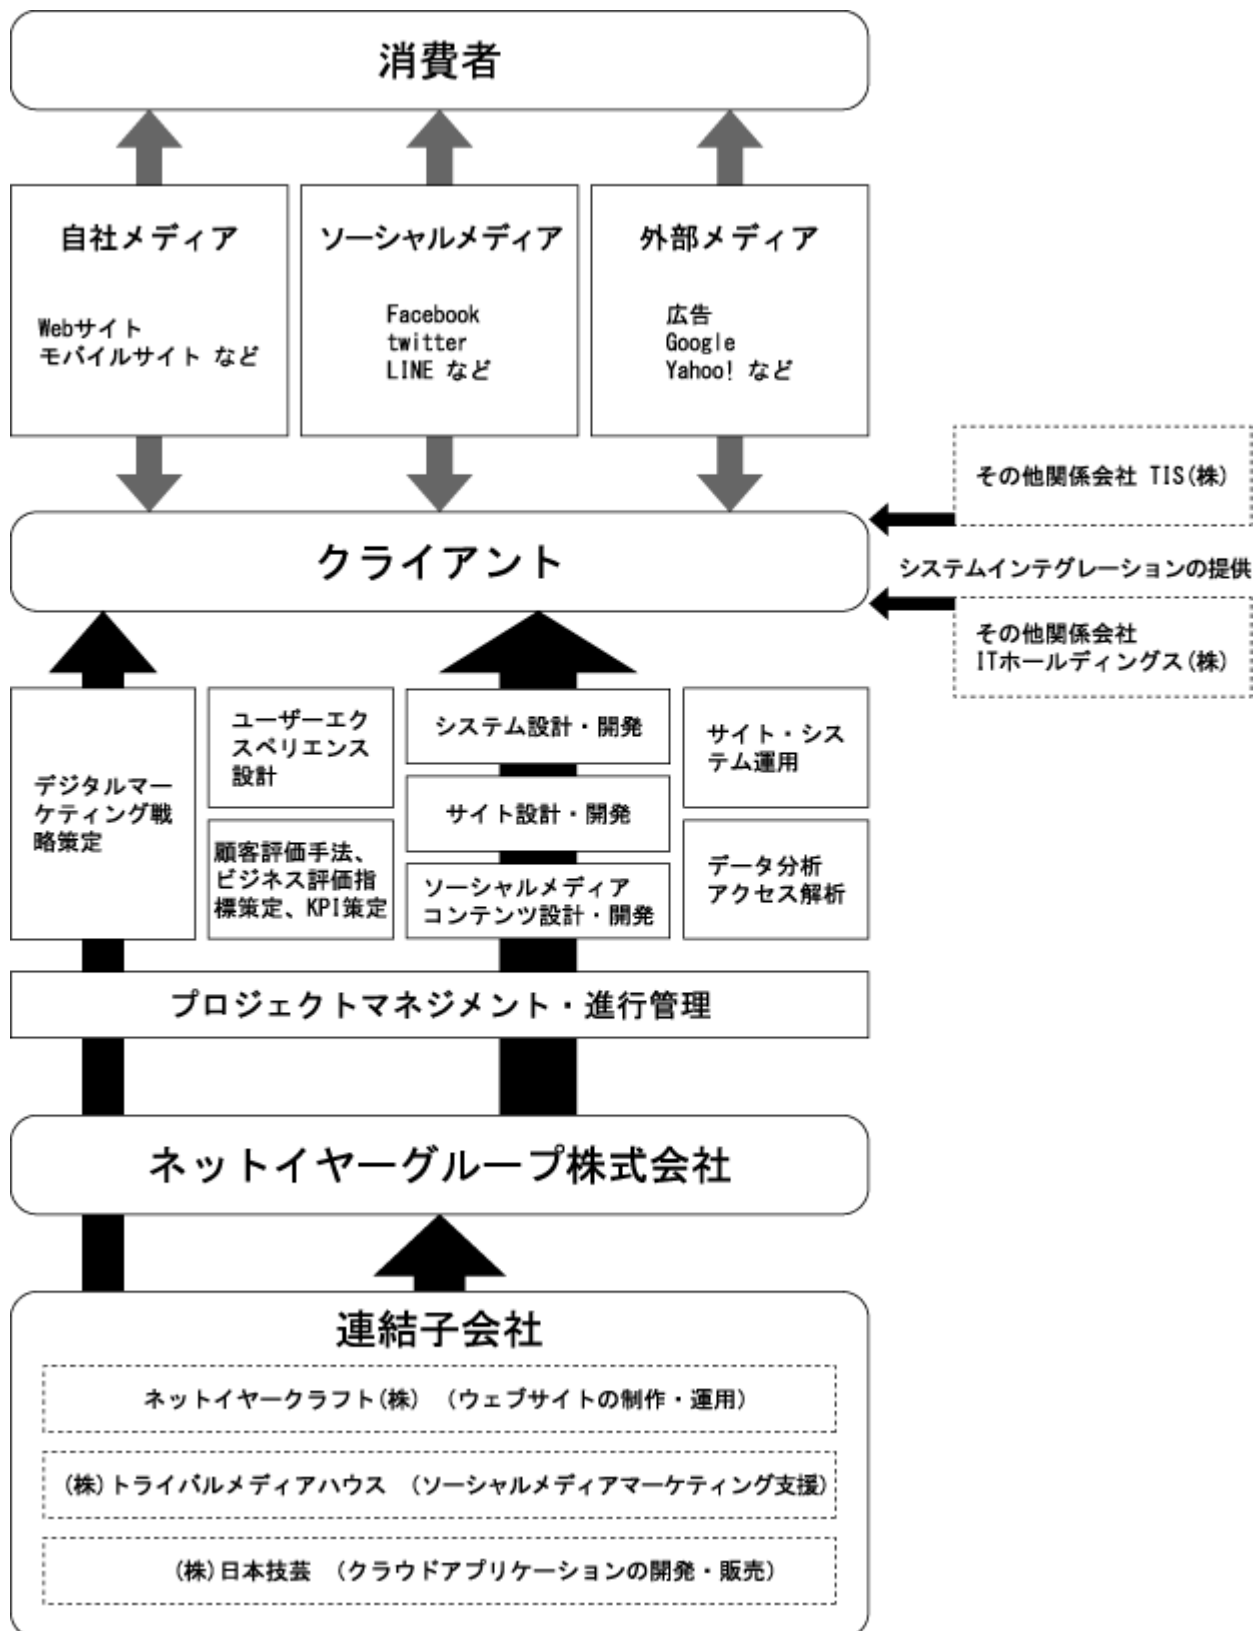 消費者
自社メディア
Webサイト
モバイルサイト など
ソーシャルメディア
Facebook
twitter
LINE など
外部メディア
広告
Google
Yahoo! など
その他関係会社 TIS(株)
クライアント
システムインテグレーションの提供
その他関係会社
ITホールディングス(株)
デジタルマー
ケティング戦
略策定
ユーザーエク
スペリエンス
設計
顧客評価手法、
ビジネス評価指
標策定、KPI策定
システム設計・開発
サイト設計・開発
ソーシャルメディア
コンテンツ設計・開発
サイト・シス
テム運用
データ分析
アクセス解析
プロジェクトマネジメント・進行管理
ネットイヤーグループ株式会社
連結子会社
ネットイヤークラフト(株) (ウェブサイトの制作・運用)
(株)トライバルメディアハウス (ソーシャルメディアマーケティング支援)
(株)日本技芸 (クラウドアプリケーションの開発・販売)